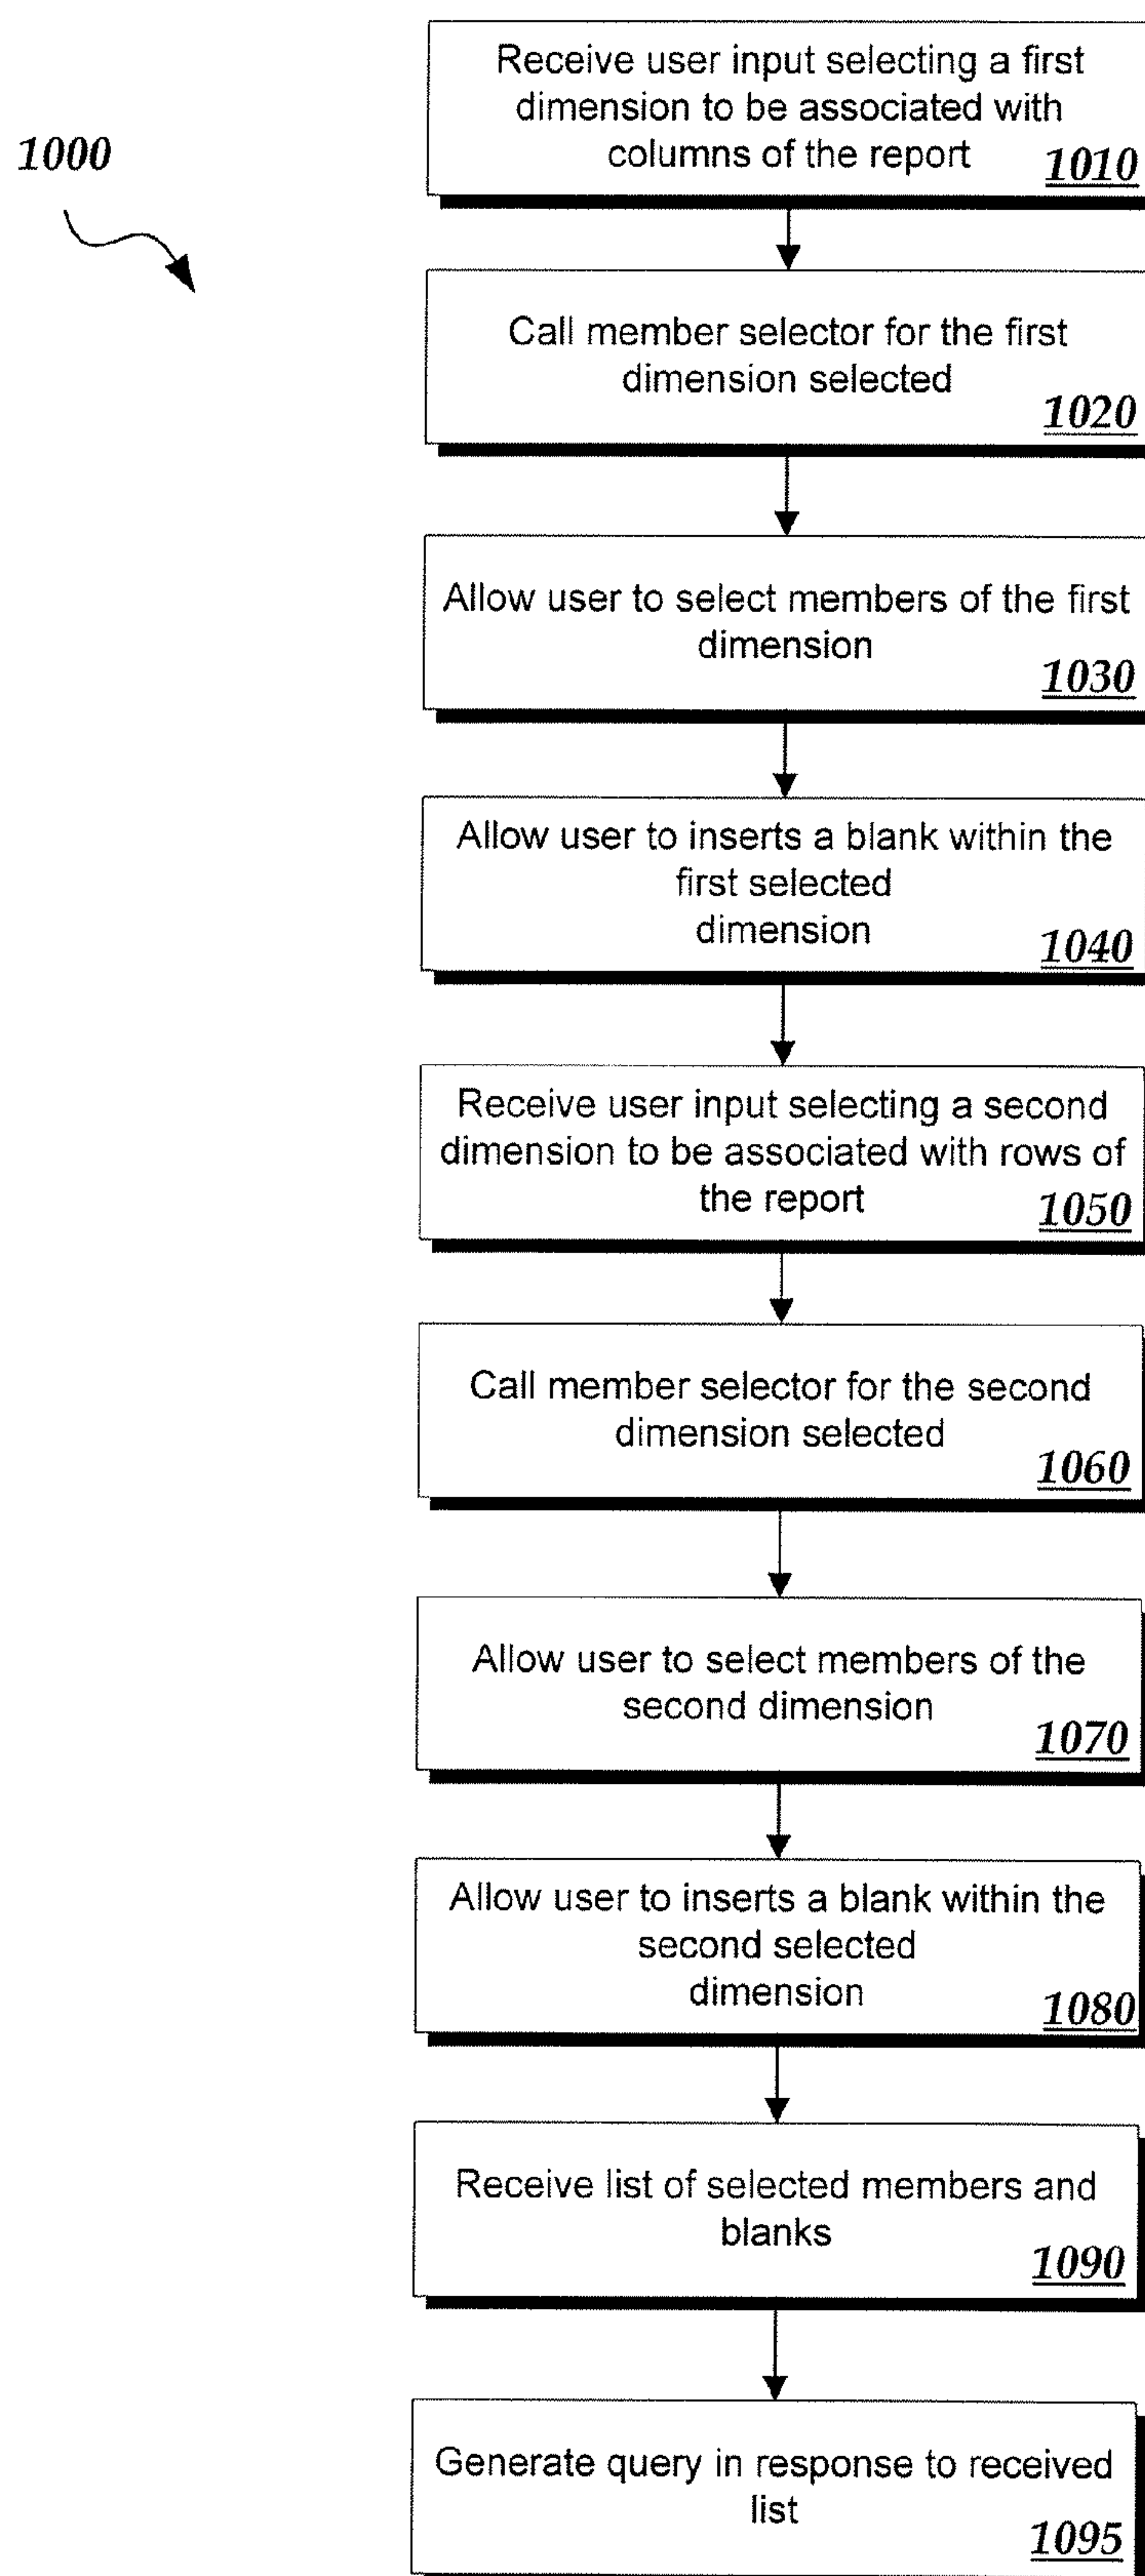 1000
Receive user input selecting a first
dimension to be associated with
columns of the report
1010
Call member selector for the first
dimension selected
1020
Allow user to select members of the first
dimension
1030
Allow user to inserts a blank within the
first selected
dimension
1040
Receive user input selecting a second
dimension to be associated with rows of
the report
1050
Call member selector for the second
dimension selected
1060
Allow user to select members of the
second dimension
1070
Allow user to inserts a blank within the
second selected
dimension
1080
Receive list of selected members and
blanks
1090
Generate query in response to received
list
1095